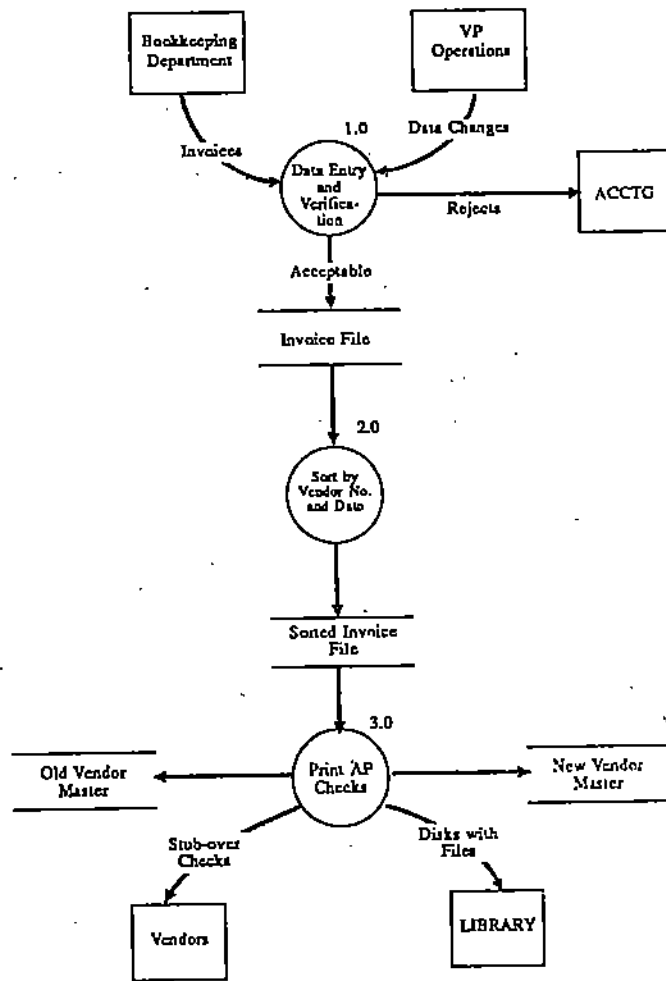 Bookkeeping
Department
VP
Operations
1.0
Invoices
Data Changes
Data Entry
and
Verifica-
tion
Rejects
ACCTG
Acceptable
Invoice File
2.0
Sort by
Vendor No.
and Date
Sorted Invoice
File
3.0
Old Vendor
Master
Print AP
Checks
New Vendor
Master
Stub-over
Checks
Disks with
Files
Vendors
LIBRARY